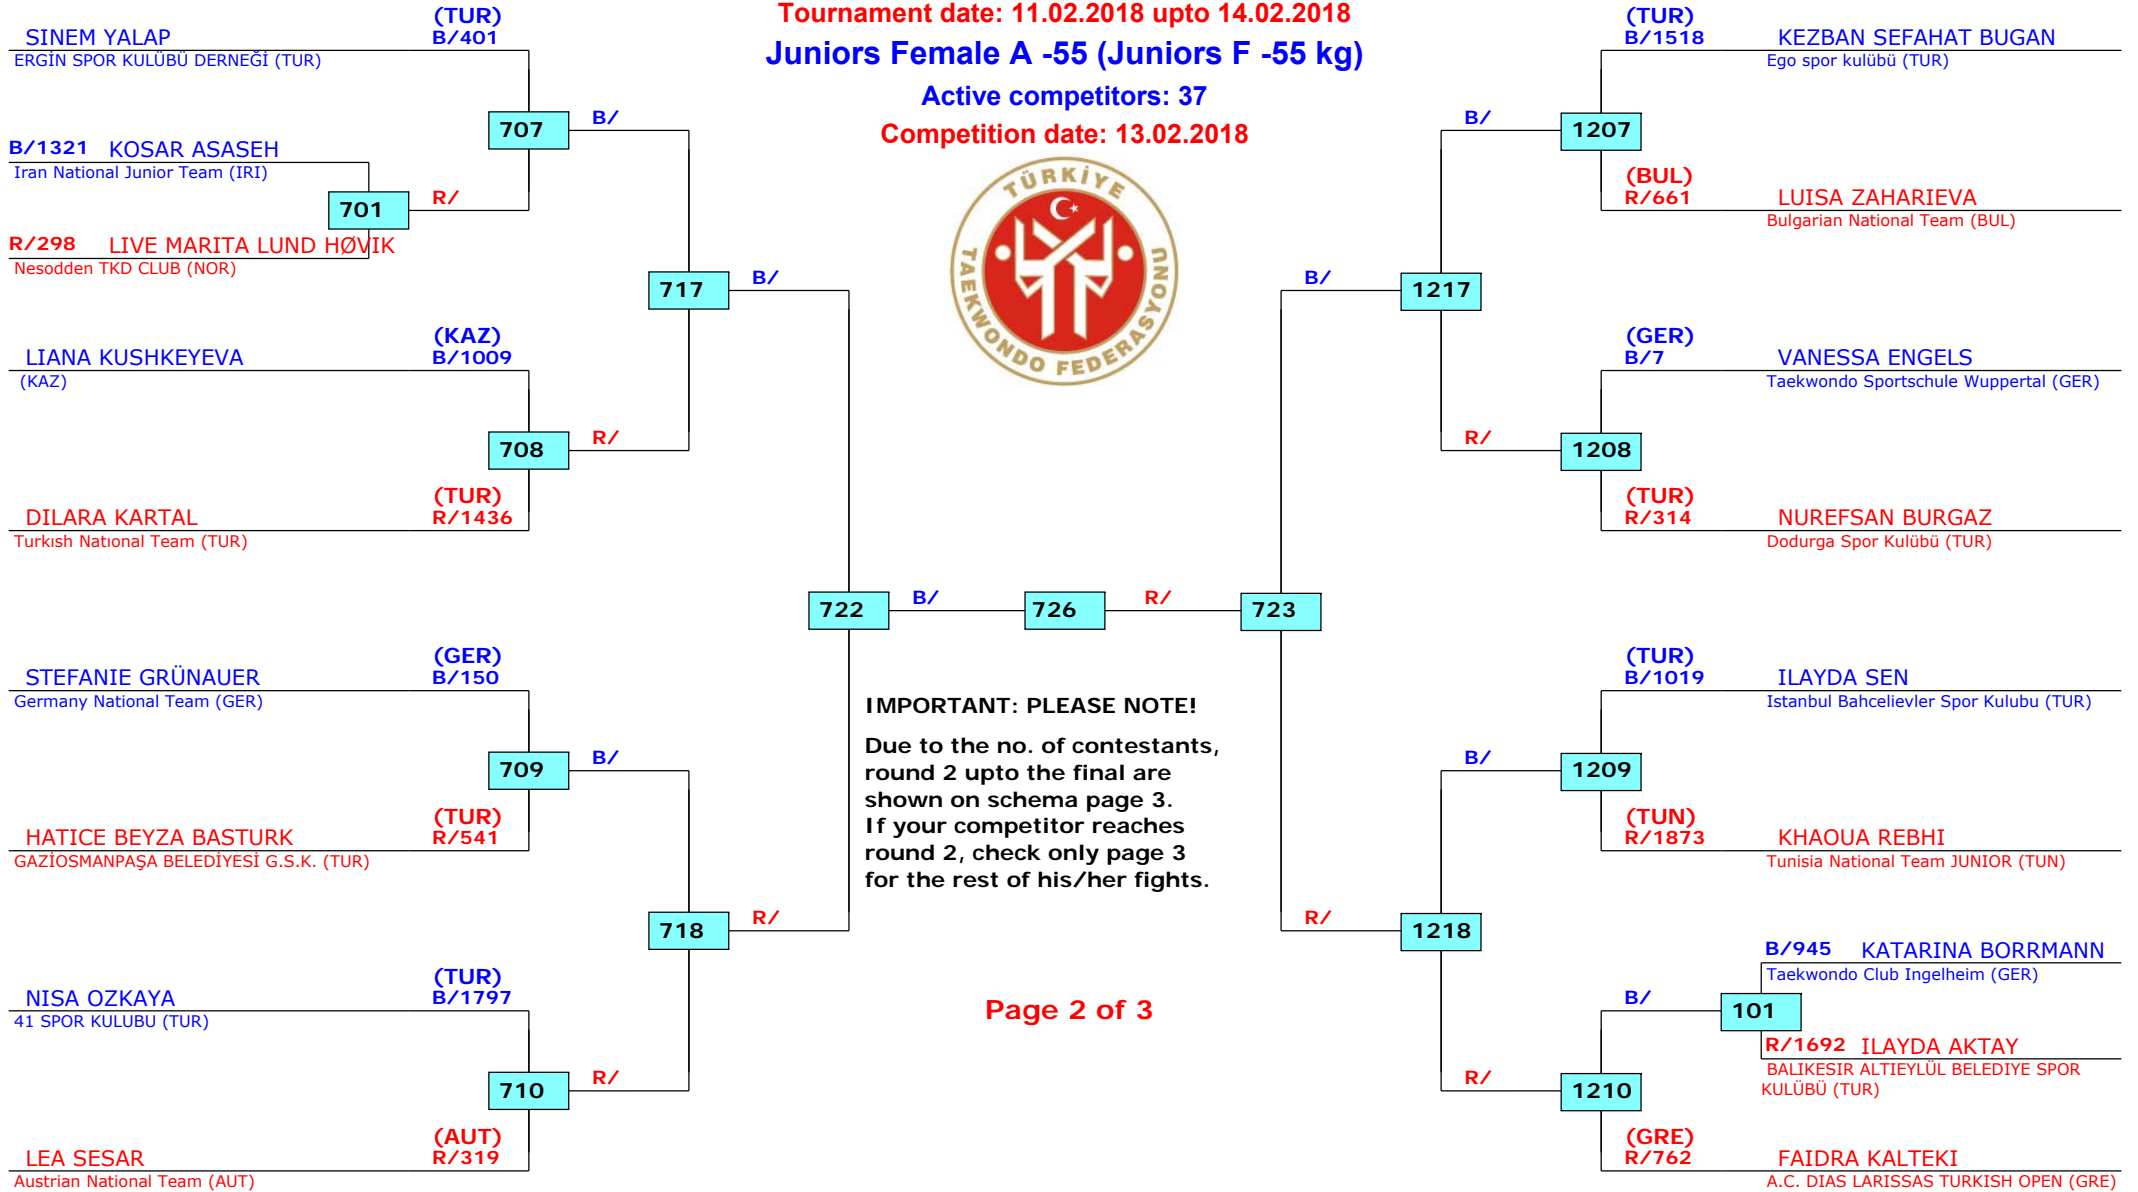 Tournament date: 11.02.2018 upto 14.02.2018
Juniors Female A -55 (Juniors F -55 kg)
Active competitors: 37
Competition date: 13.02.2018
TÜRKİYE
TAEKWONDO FEDERASYONU
(TUR)
SINEM YALAP B/401
ERGİN SPOR KULÜBÜ DERNEĞİ (TUR)
707
B/
B/1321 KOSAR ASASEH
Iran National Junior Team (IRI)
701
R/
R/298 LIVE MARITA LUND HØVIK
Nesodden TKD CLUB (NOR)
717
B/
(KAZ)
LIANA KUSHKEYEVA B/1009
(KAZ)
708
R/
(TUR)
DILARA KARTAL R/1436
Turkısh Natıonal Team (TUR)
722
B/
726
R/
723
(GER)
STEFANIE GRÜNAUER B/150
Germany National Team (GER)
709
B/
(TUR)
HATICE BEYZA BASTURK R/541
GAZİOSMANPAŞA BELEDİYESİ G.S.K. (TUR)
718
R/
(TUR)
NISA OZKAYA B/1797
41 SPOR KULUBU (TUR)
710
R/
(AUT)
LEA SESAR R/319
Austrian National Team (AUT)
IMPORTANT: PLEASE NOTE!
Due to the no. of contestants,
round 2 upto the final are
shown on schema page 3.
If your competitor reaches
round 2, check only page 3
for the rest of his/her fights.
Page 2 of 3
(TUR)
B/1518 KEZBAN SEFAHAT BUGAN
Ego spor kulübü (TUR)
B/
1207
(BUL)
R/661 LUISA ZAHARIEVA
Bulgarian National Team (BUL)
B/
1217
(GER)
B/7 VANESSA ENGELS
Taekwondo Sportschule Wuppertal (GER)
R/
1208
(TUR)
R/314 NUREFSAN BURGAZ
Dodurga Spor Kulübü (TUR)
(TUR)
B/1019 ILAYDA SEN
Istanbul Bahcelievler Spor Kulubu (TUR)
B/
1209
(TUN)
R/1873 KHAOUA REBHI
Tunisia National Team JUNIOR (TUN)
R/
1218
B/945 KATARINA BORRMANN
Taekwondo Club Ingelheim (GER)
B/
101
R/1692 ILAYDA AKTAY
BALIKESIR ALTIEYLÜL BELEDIYE SPOR
KULÜBÜ (TUR)
R/
1210
(GRE)
R/762 FAIDRA KALTEKI
A.C. DIAS LARISSAS TURKISH OPEN (GRE)